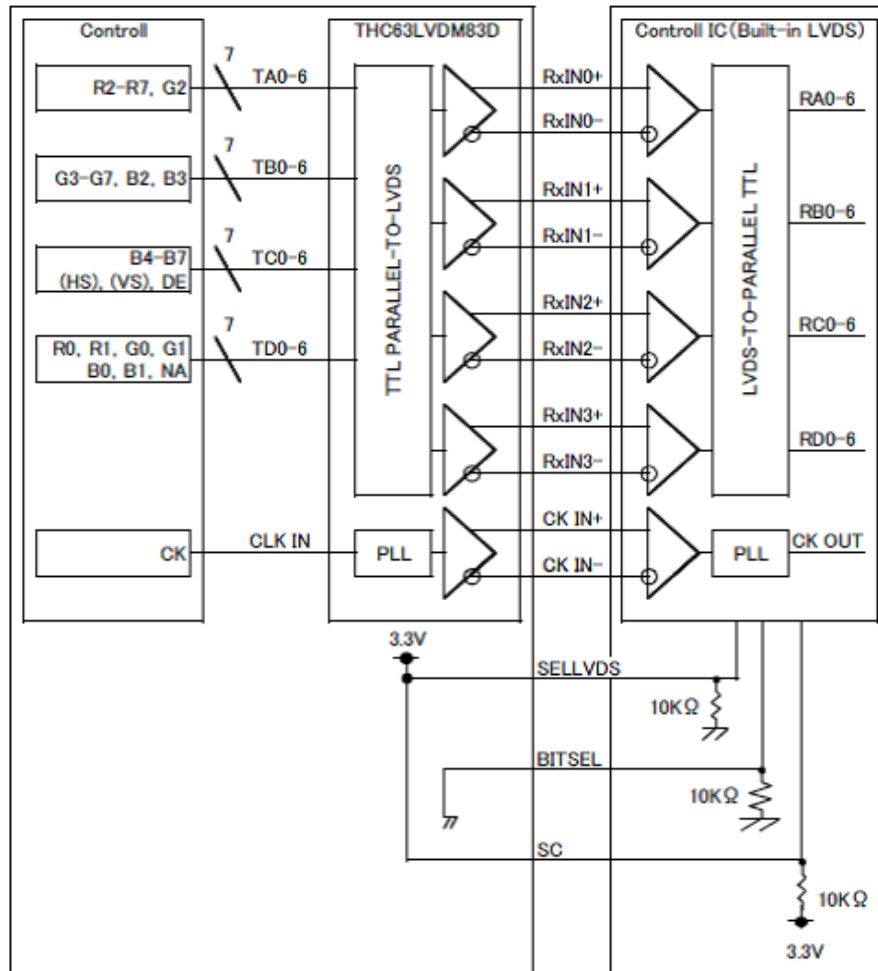 Controll
THC63LVDM83D
Controll IC(Built-in LVDS)
R2-R7, G2
7
TA0-6
RxIN0+
RxIN0-
RA0-6
G3-G7, B2, B3
7
TB0-6
RxIN1+
RxIN1-
RB0-6
B4-B7
(HS), (VS), DE
7
TC0-6
RxIN2+
RxIN2-
RC0-6
R0, R1, G0, G1
B0, B1, NA
7
TD0-6
RxIN3+
RxIN3-
RD0-6
TTL PARALLEL-TO-LVDS
LVDS-TO-PARALLEL TTL
CK
CLK IN
PLL
CK IN+
CK IN-
PLL
CK OUT
3.3V
SELLVDS
10KΩ
BITSEL
10KΩ
SC
10KΩ
3.3V